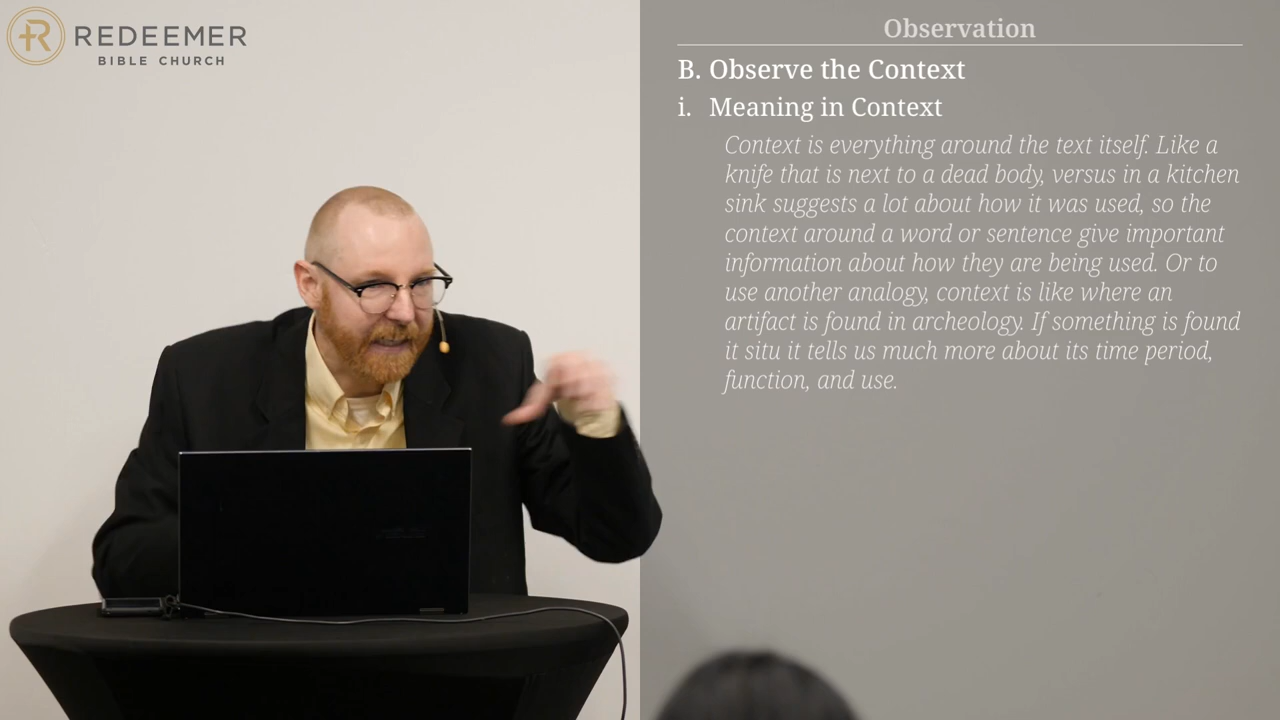 REDEEMER
BIBLE CHURCH
Observation
B. Observe the Context
i. Meaning in Context
Context is everything around the text itself. Like a
knife that is next to a dead body, versus in a kitchen
sink suggests a lot about how it was used, so the
context around a word or sentence give important
information about how they are being used. Or to
use another analogy, context is like where an
artifact is found in archeology. If something is found
it situ it tells us much more about its time period,
function, and use.